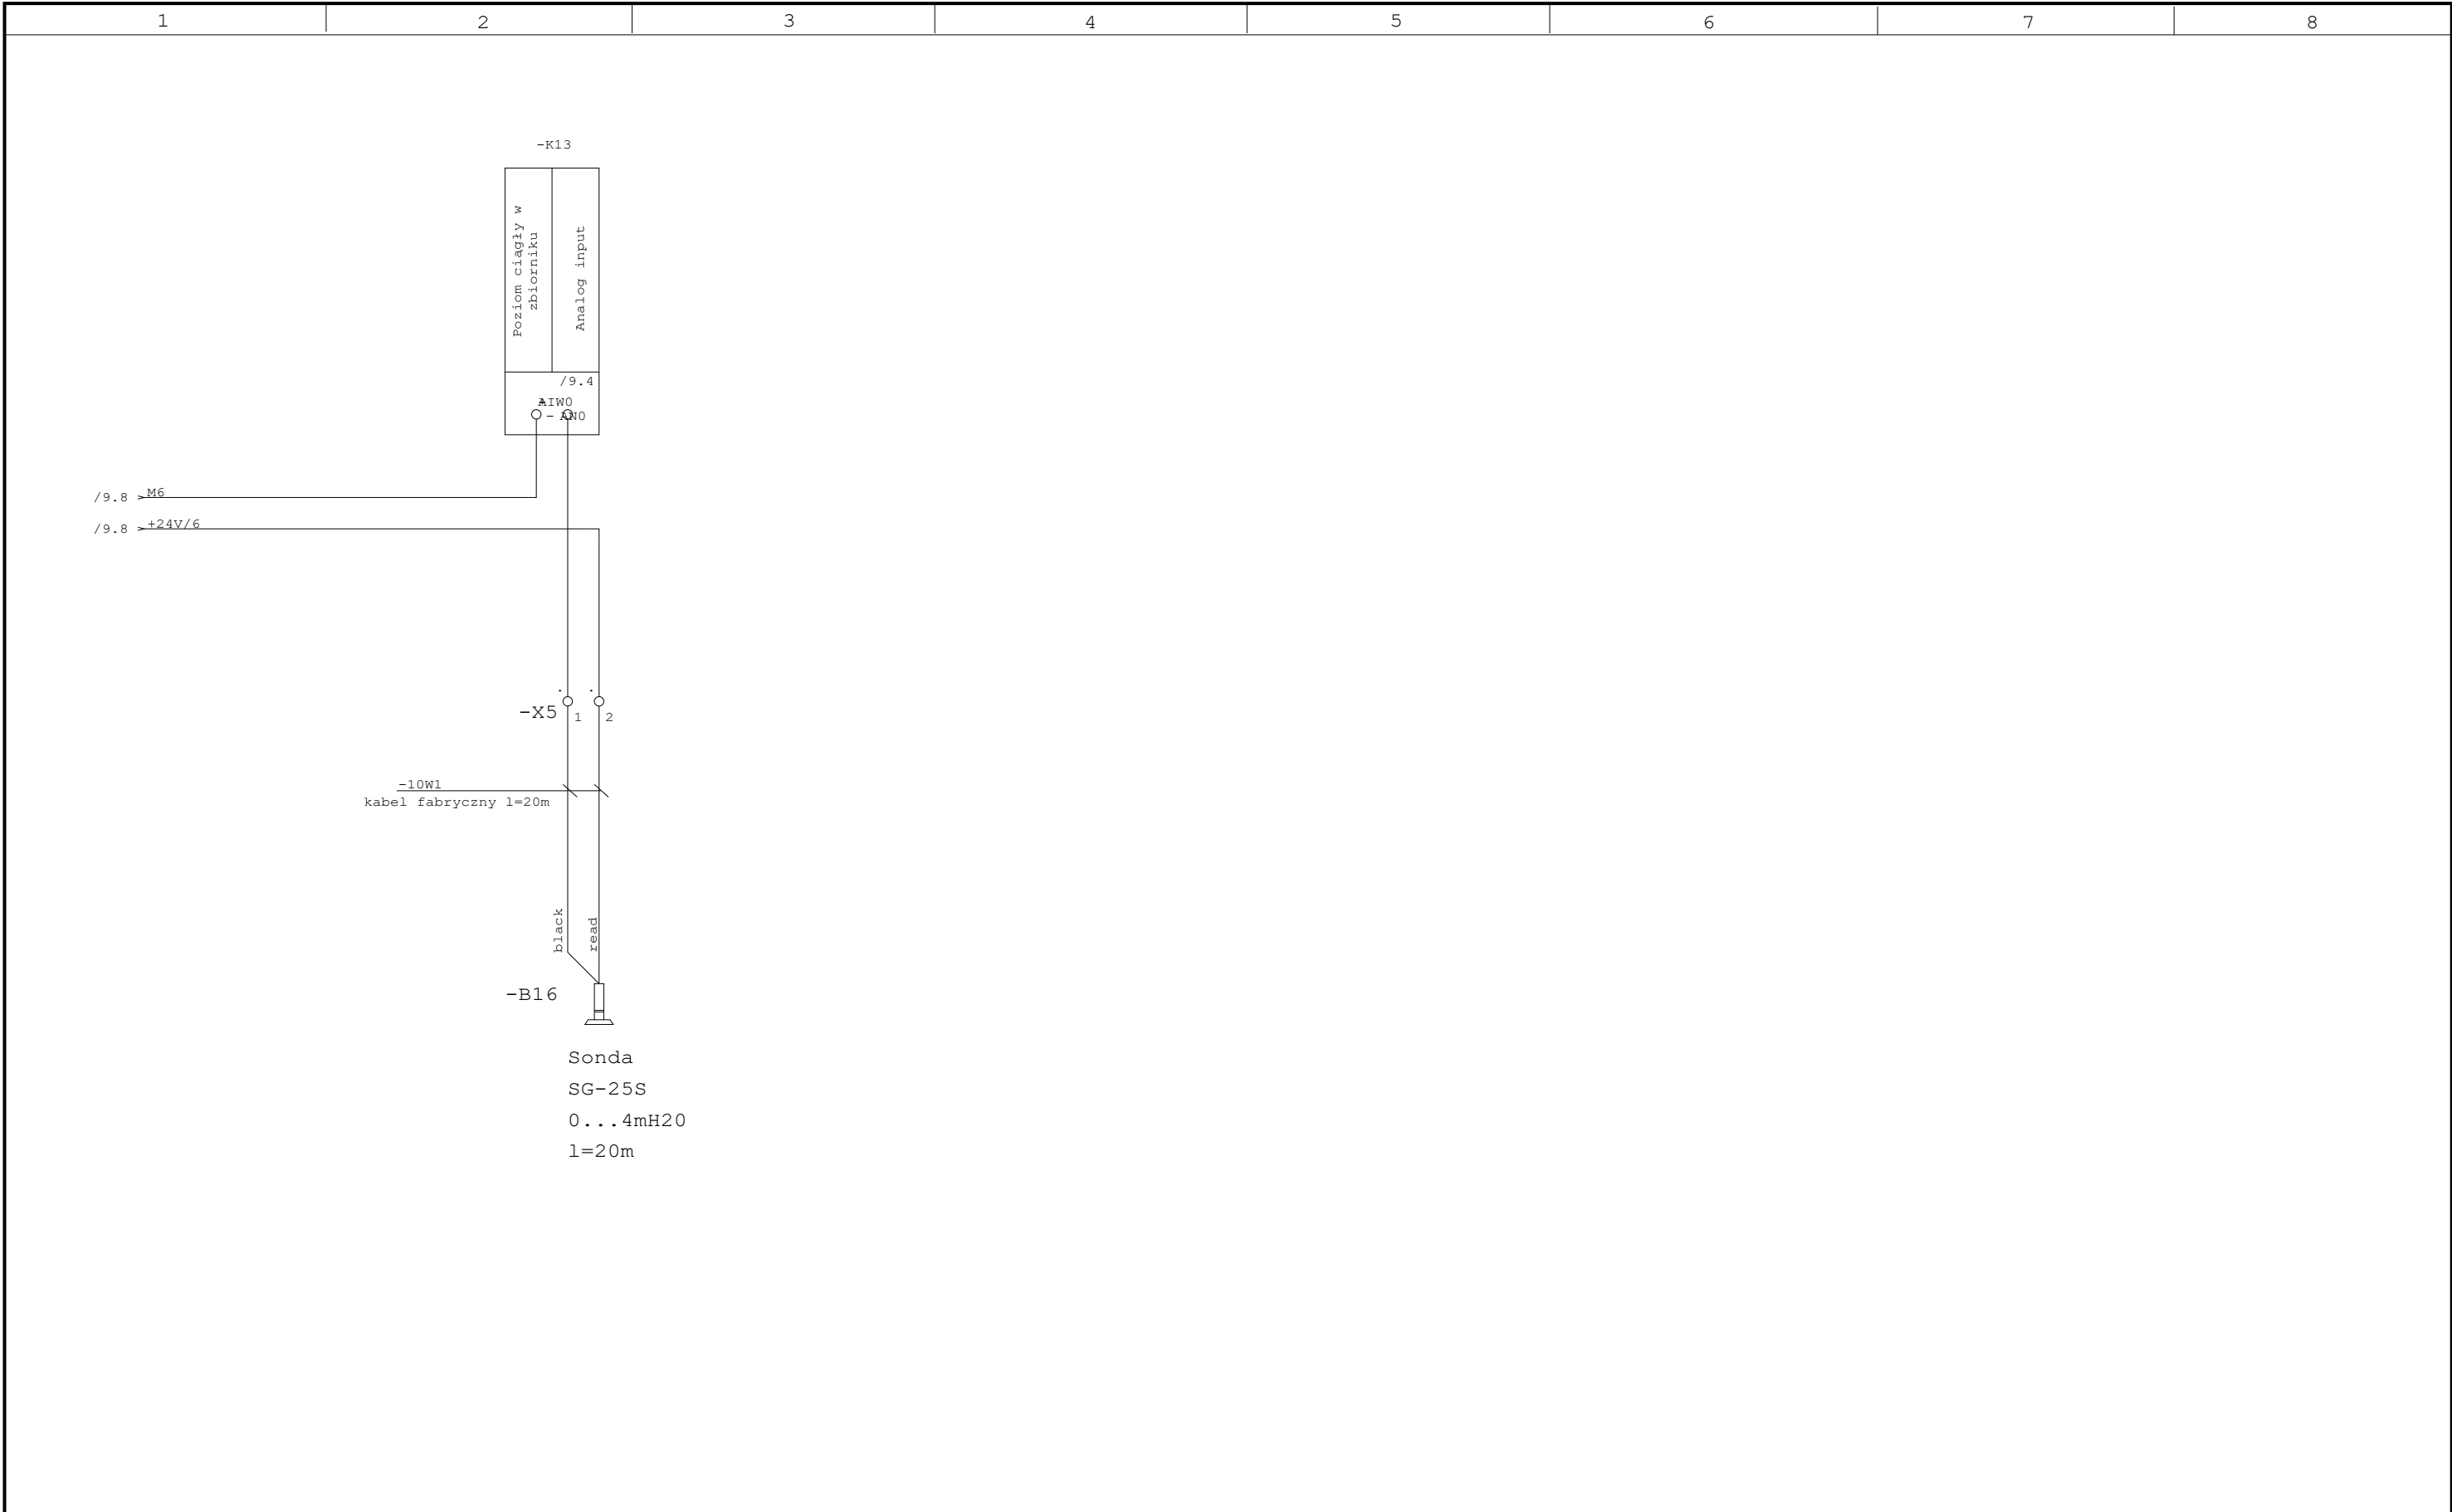 1 2 3 4 5 6 7 8
-K13
Poziom ciągły w
zbiorniku
Analog input
/9.4
AIW0
- AN0
/9.8 M6
/9.8 +24V/6
-X5 1 2
-10W1
kabel fabryczny l=20m
black
read
-B16
Sonda
SG-25S
0...4mH20
l=20m